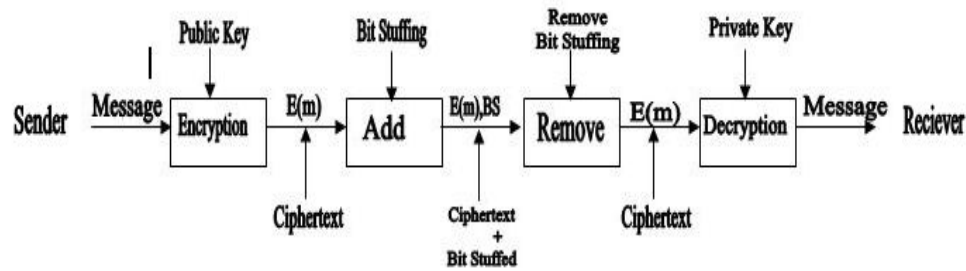 Public Key
Bit Stuffing
Remove
Bit Stuffing
Private Key
Sender
Message
Encryption
E(m)
Add
E(m),BS
Remove
E(m)
Decryption
Message
Reciever
Ciphertext
Ciphertext
+
Bit Stuffed
Ciphertext